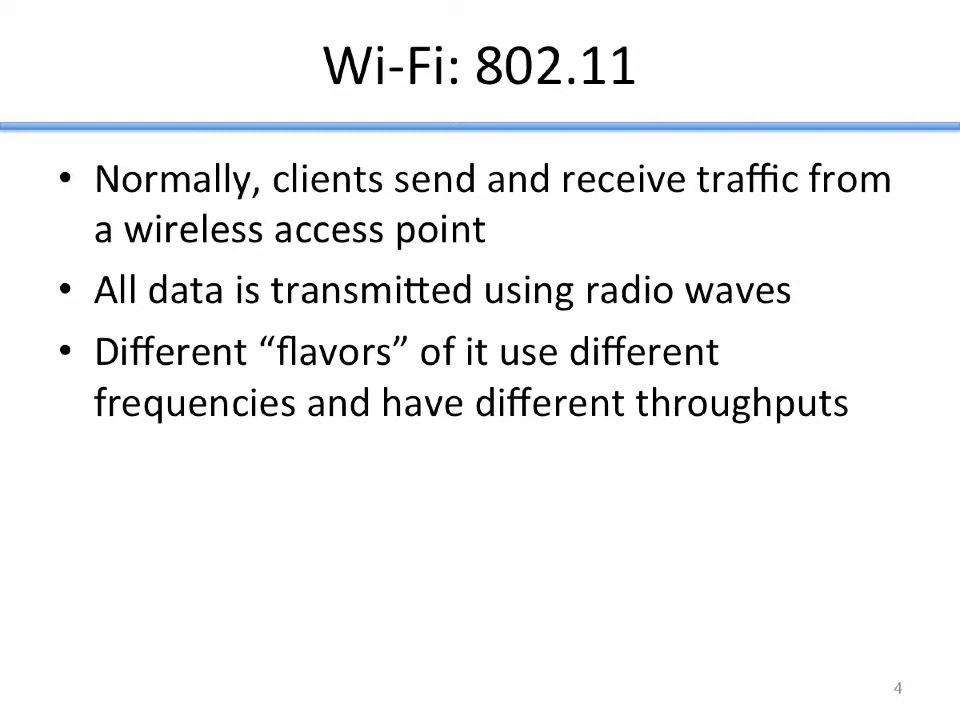 Wi-Fi: 802.11
• Normally, clients send and receive traffic from
a wireless access point
• All data is transmitted using radio waves
• Different “flavors” of it use different
frequencies and have different throughputs
4